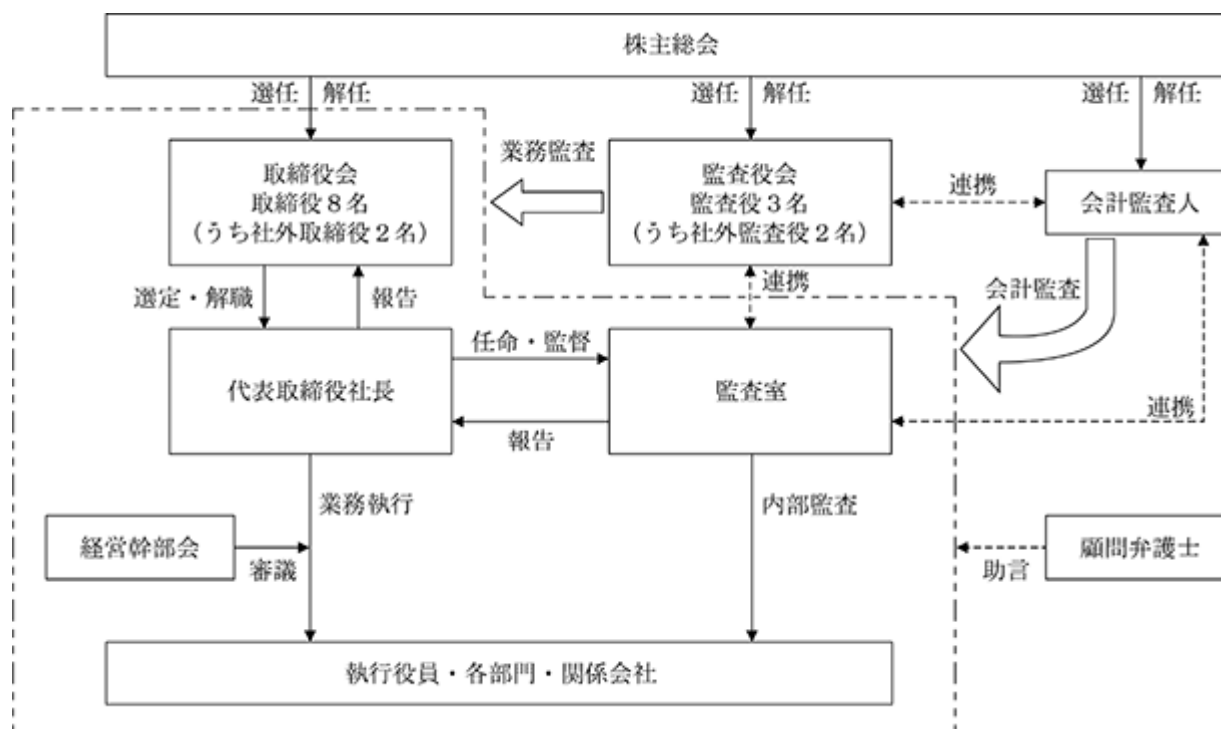 株主総会
選任 解任
選任 解任
選任 解任
取締役会
取締役8名
（うち社外取締役2名）
業務監査
監査役会
監査役3名
（うち社外監査役2名）
連携
会計監査人
選定・解職
報告
連携
会計監査
代表取締役社長
任命・監督
報告
監査室
連携
業務執行
内部監査
経営幹部会
審議
顧問弁護士
助言
執行役員・各部門・関係会社